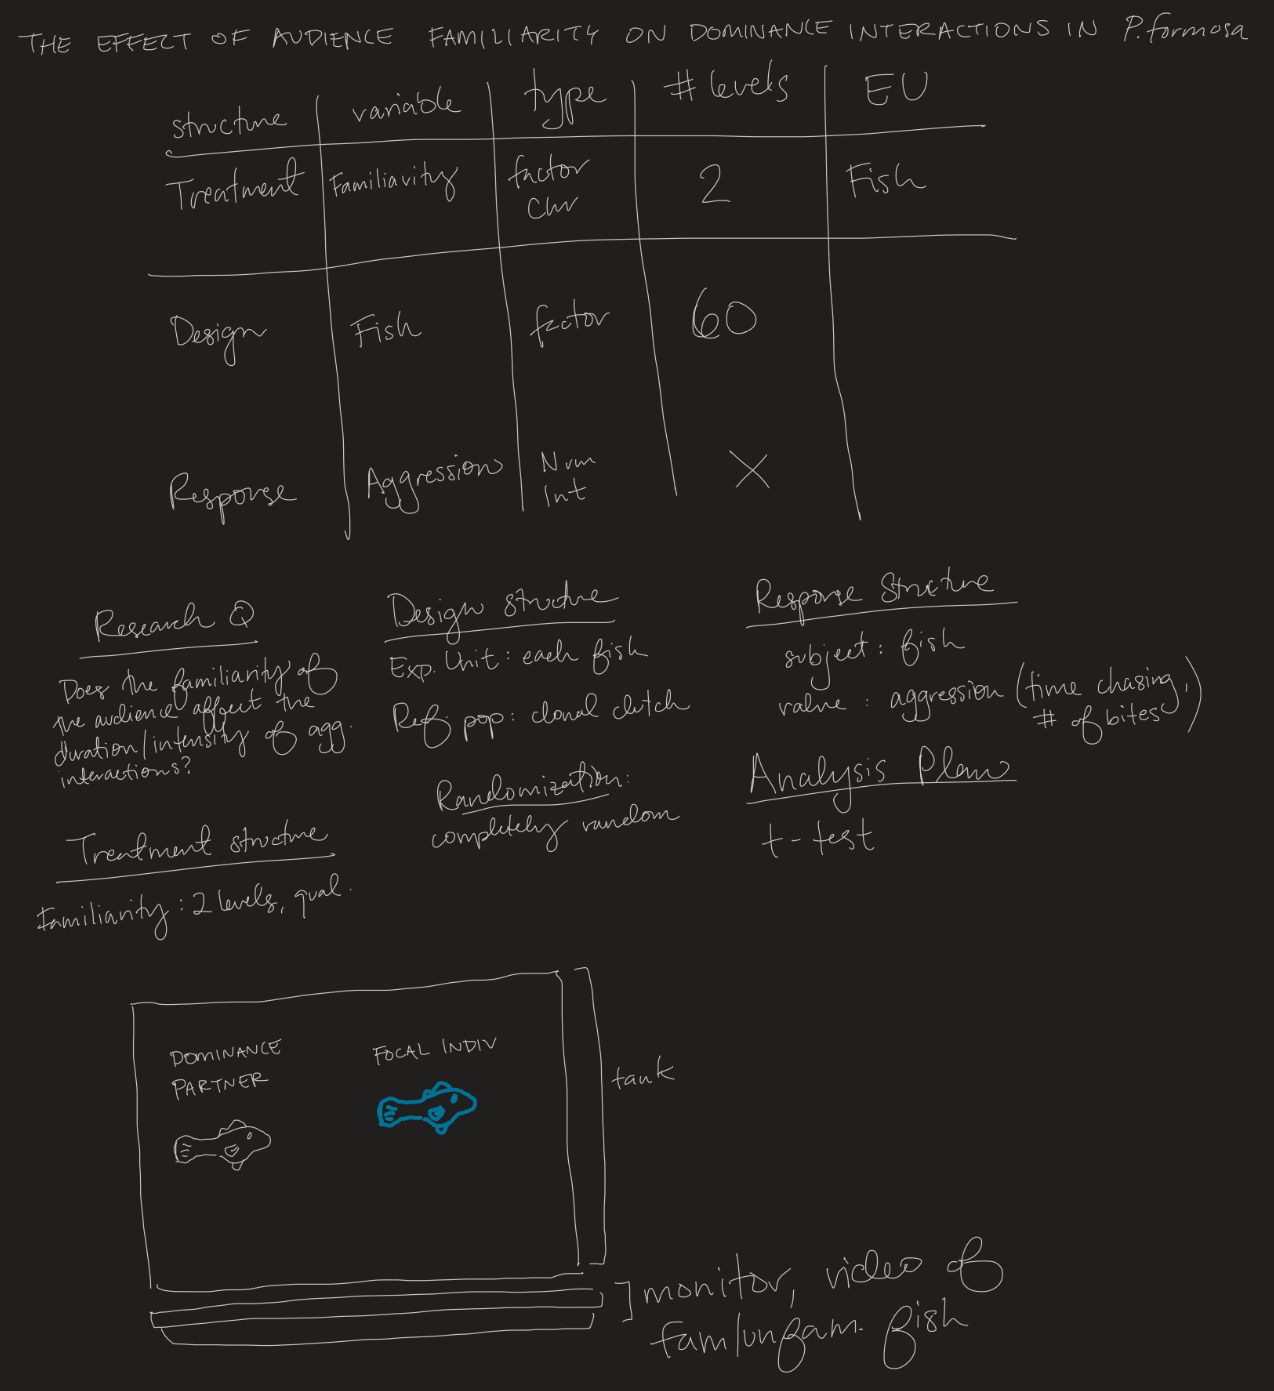 THE EFFECT OF AUDIENCE FAMILIARITY ON DOMINANCE INTERACTIONS IN P. formosa
structure variable type # levels EU
Treatment Familiarity factor 2 Fish
Chr
Design Fish factor 60
Response Aggression Num X
Int
Research Q
Does the familiarity of
the audience affect the
duration/intensity of agg.
interactions?
Treatment structure
Familiarity: 2 levels, qual.
Design structure
Exp. Unit: each fish
Ref pop: clonal clutch
Randomization:
completely random
Response Structure
subject: fish
value: aggression (time chasing,
# of bites)
Analysis Plan
t-test
DOMINANCE
PARTNER
FOCAL INDIV
tank
monitor, video of
fam/unfam. fish